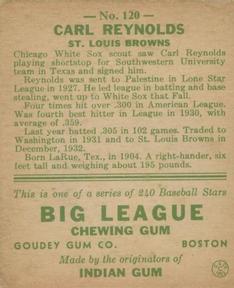 — No. 120 —
CARL REYNOLDS
ST. LOUIS BROWNS
Chicago White Sox scout saw Carl Reynolds
playing shortstop for Southwestern University
team in Texas and signed him.
Reynolds was sent to Palestine in Lone Star
League in 1927. He led league in batting and base
stealing, went up to White Sox that Fall.
Four times hit over .300 in American League.
Was fourth best hitter in League in 1930, with
average of .359.
Last year batted .305 in 102 games. Traded to
Washington in 1931 and to St. Louis Browns in
December, 1932.
Born LaRue, Tex., in 1904. A right-hander, six
feet tall and weighing about 195 pounds.
This is one of a series of 240 Baseball Stars
BIG LEAGUE
CHEWING GUM
GOUDEY GUM CO. BOSTON
Made by the originators of
INDIAN GUM